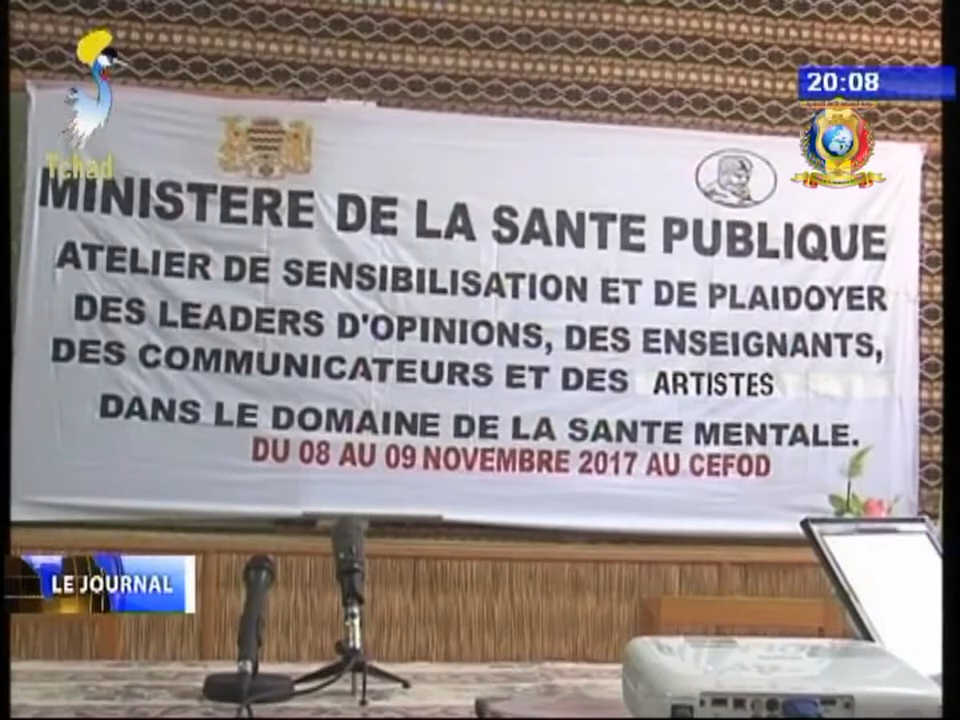 20:08
Tchad
MINISTERE DE LA SANTE PUBLIQUE
ATELIER DE SENSIBILISATION ET DE PLAIDOYER
DES LEADERS D'OPINIONS, DES ENSEIGNANTS,
DES COMMUNICATEURS ET DES ARTISTES
DANS LE DOMAINE DE LA SANTE MENTALE.
DU 08 AU 09 NOVEMBRE 2017 AU CEFOD
LE JOURNAL